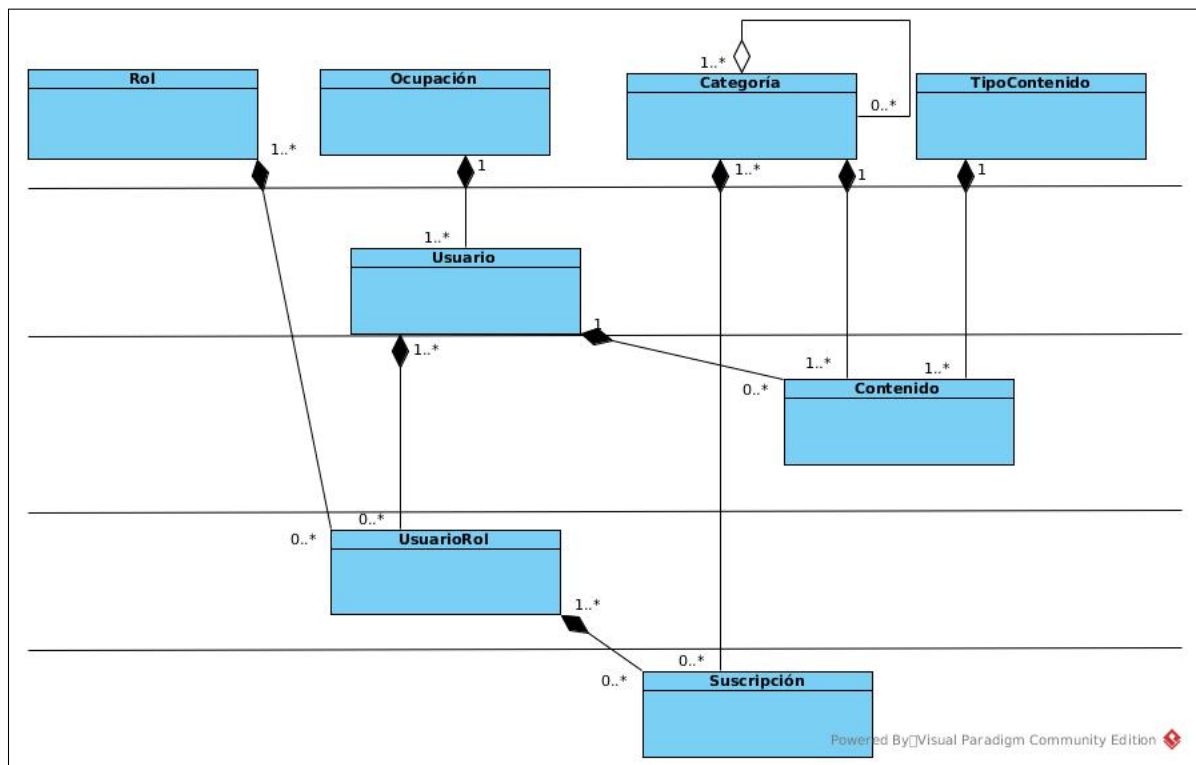 1..*
Rol
Ocupación
Categoría
TipoContenido
0..*
1..*
1
1..*
1
1
1..*
Usuario
1
1..*
1..*
1..*
0..*
Contenido
0..*
0..*
UsuarioRol
1..*
0..*
0..*
Suscripción
Powered By□Visual Paradigm Community Edition